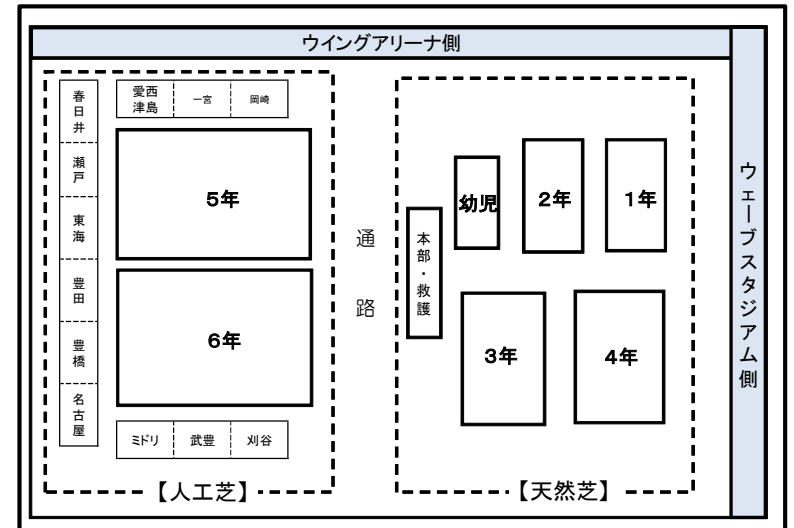 ウイングアリーナ側
春日井
瀬戸
東海
豊田
豊橋
名古屋
愛西
津島
一宮
岡崎
5年
6年
ミドリ
武豊
刈谷
【人工芝】
通路
本部・救護
幼児
2年
1年
3年
4年
【天然芝】
ウェーブスタジアム側